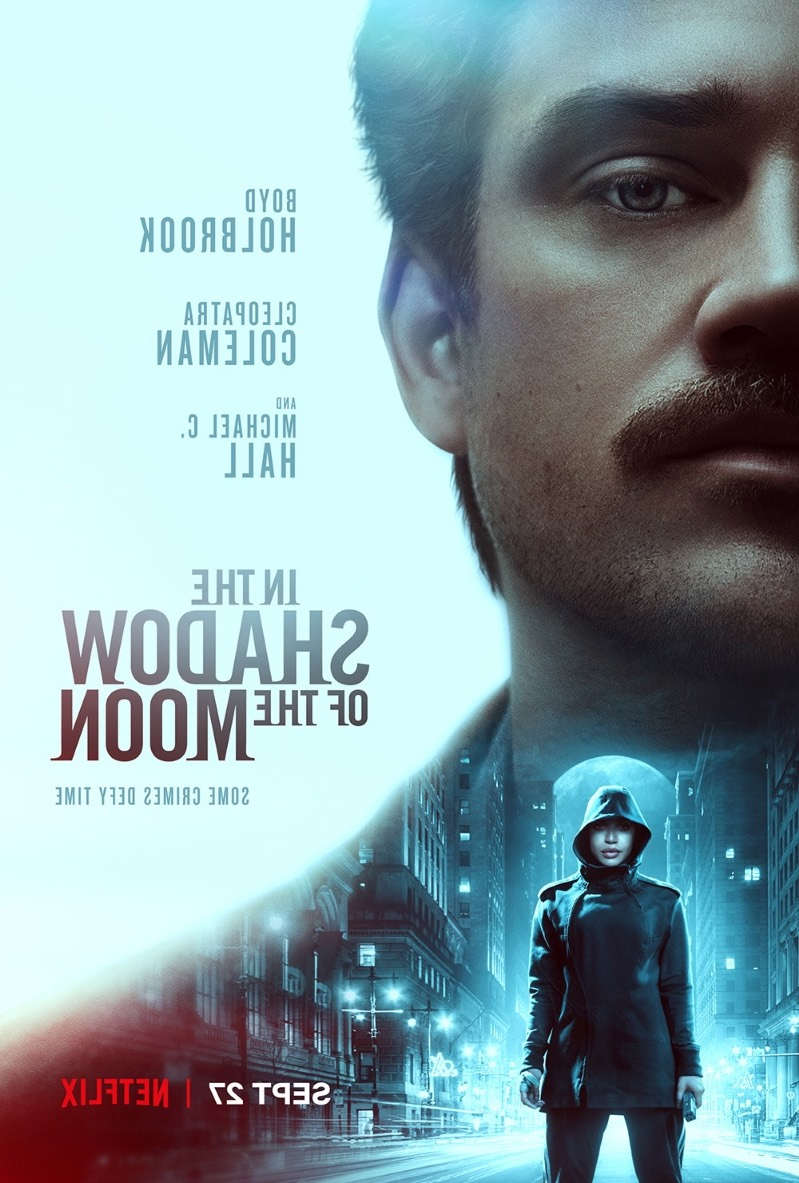 BOYD
HOLBROOK
CLEOPATRA
COLEMAN
AND
MICHAEL C.
HALL
IN THE
SHADOW
OF THE MOON
SOME CRIMES DEFY TIME
SEPT 27 | NETFLIX